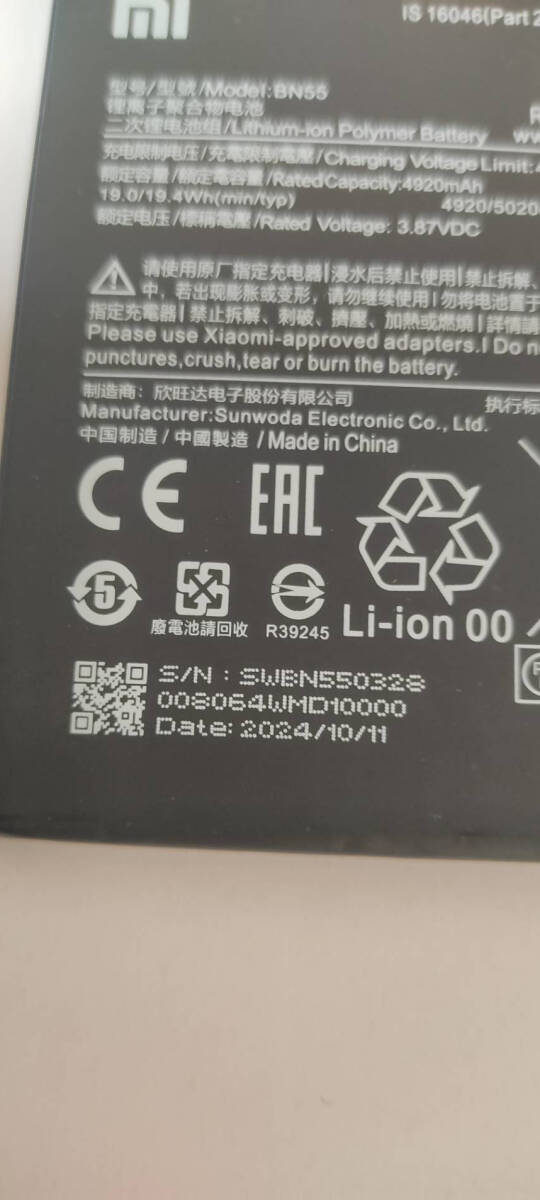 mi
IS 16046(Part 2
型号/型號/Model:BN55
锂离子聚合物电池
二次锂电池组/Lithium-ion Polymer Battery
充电限制电压/充電限制電壓/Charging Voltage Limit:4
额定容量/額定電容量/Rated Capacity:4920mAh
19.0/19.4Wh(min/typ) 4920/5020
额定电压/標稱電壓/Rated Voltage: 3.87VDC
请使用原厂指定充电器|浸水后禁止使用|禁止拆解、
中，若出现膨胀或变形，请勿继续使用|勿将电池置于
指定充電器|禁止拆解、刺破、擠壓、加熱或燃燒|詳情請
Please use Xiaomi-approved adapters.I Do n
punctures,crush,tear or burn the battery.
制造商：欣旺达电子股份有限公司 执行标
Manufacturer:Sunwoda Electronic Co., Ltd.
中国制造 / 中國製造 / Made in China
CE EAC
5
廢電池請回收 R39245 Li-ion 00
S/N : SWBN550328
008064WMD10000
Date: 2024/10/11